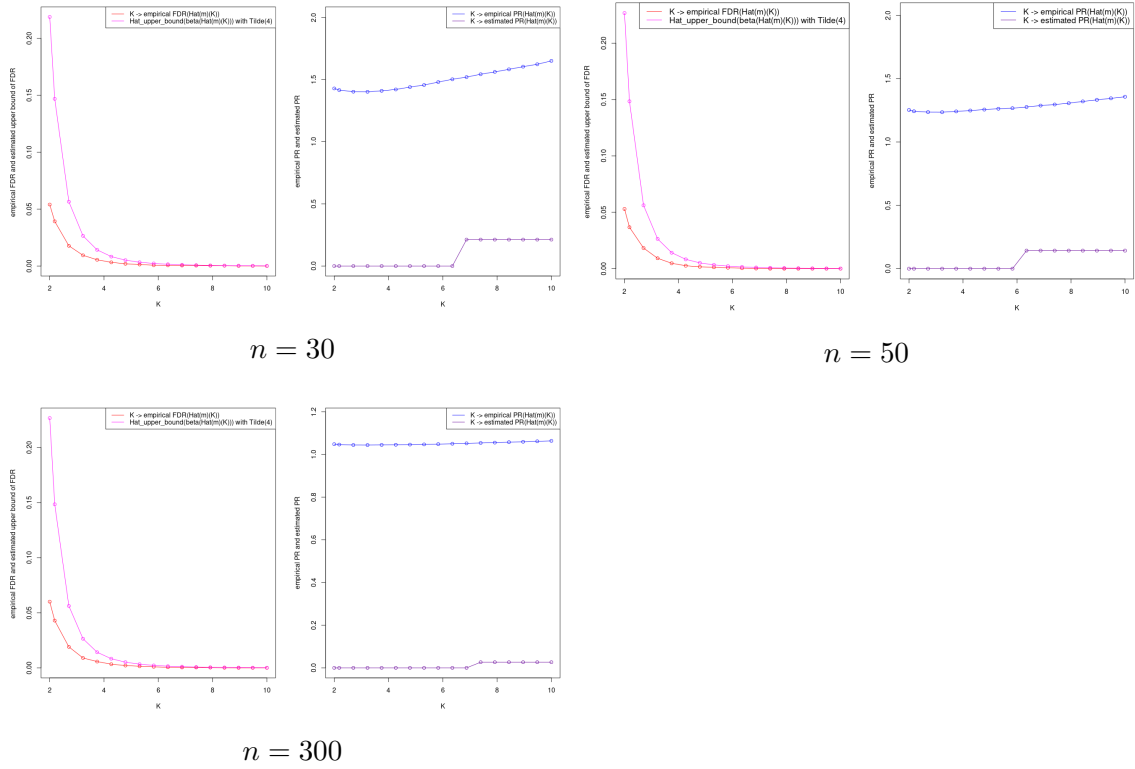 K -> empirical FDR(Hat(m)(K))
Hat_upper_bound(beta(Hat(m)(K))) with Tilde(4)
empirical FDR and estimated upper bound of FDR
0.00 0.05 0.10 0.15 0.20
2 4 6 8 10
K
K -> empirical PR(Hat(m)(K))
K -> estimated PR(Hat(m)(K))
empirical PR and estimated PR
0.0 0.5 1.0 1.5 2.0
2 4 6 8 10
K
n = 30
K -> empirical FDR(Hat(m)(K))
Hat_upper_bound(beta(Hat(m)(K))) with Tilde(4)
empirical FDR and estimated upper bound of FDR
0.00 0.05 0.10 0.15 0.20
2 4 6 8 10
K
K -> empirical PR(Hat(m)(K))
K -> estimated PR(Hat(m)(K))
empirical PR and estimated PR
0.0 0.5 1.0 1.5 2.0
2 4 6 8 10
K
n = 50
K -> empirical FDR(Hat(m)(K))
Hat_upper_bound(beta(Hat(m)(K))) with Tilde(4)
empirical FDR and estimated upper bound of FDR
0.00 0.05 0.10 0.15 0.20
2 4 6 8 10
K
K -> empirical PR(Hat(m)(K))
K -> estimated PR(Hat(m)(K))
empirical PR and estimated PR
0.0 0.2 0.4 0.6 0.8 1.0 1.2
2 4 6 8 10
K
n = 300